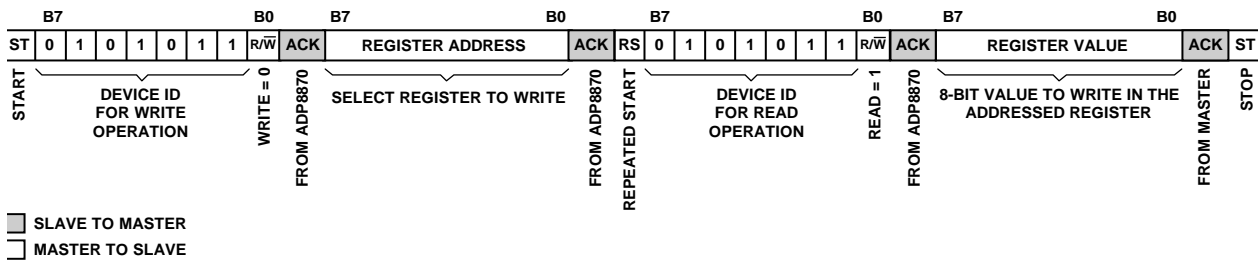 B7 B0 B7 B0 B7 B0
ST 0 1 0 1 0 1 1 R/W̅ ACK REGISTER ADDRESS ACK RS 0 1 0 1 0 1 1 R/W̅ ACK REGISTER VALUE ACK ST
START
DEVICE ID
FOR WRITE
OPERATION
WRITE = 0
FROM ADP8870
SELECT REGISTER TO WRITE
FROM ADP8870
REPEATED START
DEVICE ID
FOR READ
OPERATION
READ = 1
FROM ADP8870
8-BIT VALUE TO WRITE IN THE
ADDRESSED REGISTER
FROM MASTER
STOP
SLAVE TO MASTER
MASTER TO SLAVE